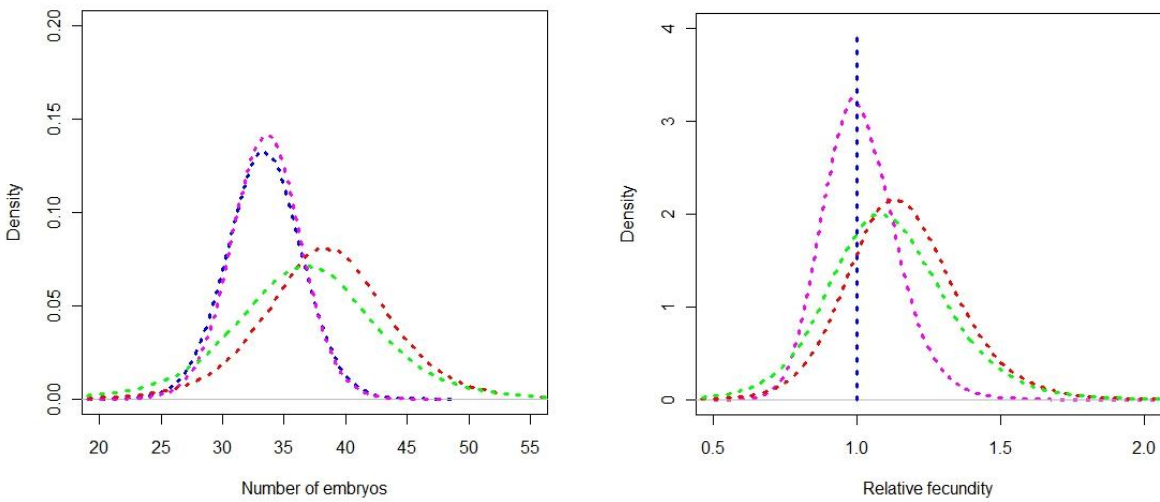 Density
0.00 0.05 0.10 0.15 0.20
20 25 30 35 40 45 50 55
Number of embryos
Density
0 1 2 3 4
0.5 1.0 1.5 2.0
Relative fecundity